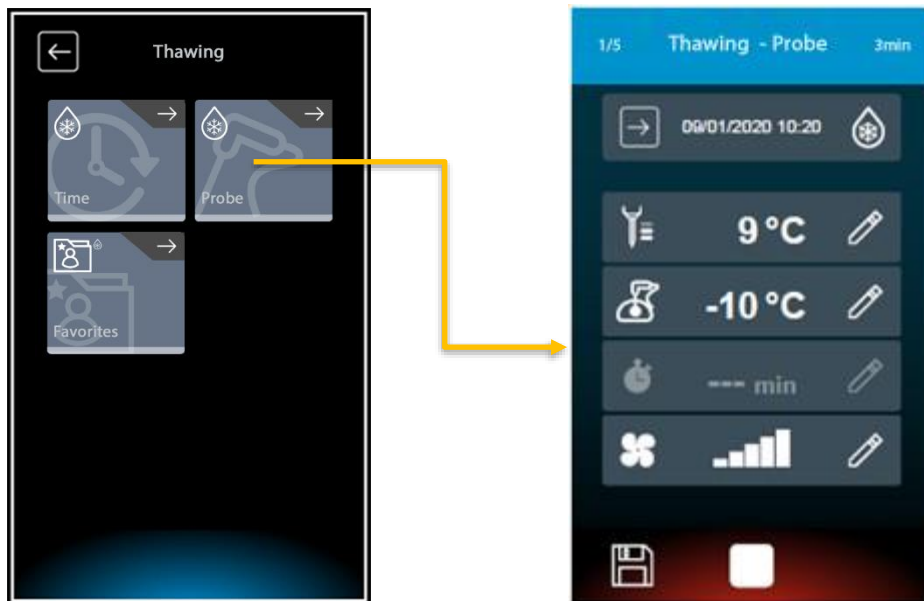 Thawing
Time
Probe
Favorites
1/5 Thawing - Probe 3min
09/01/2020 10:20
9 °C
-10 °C
--- min